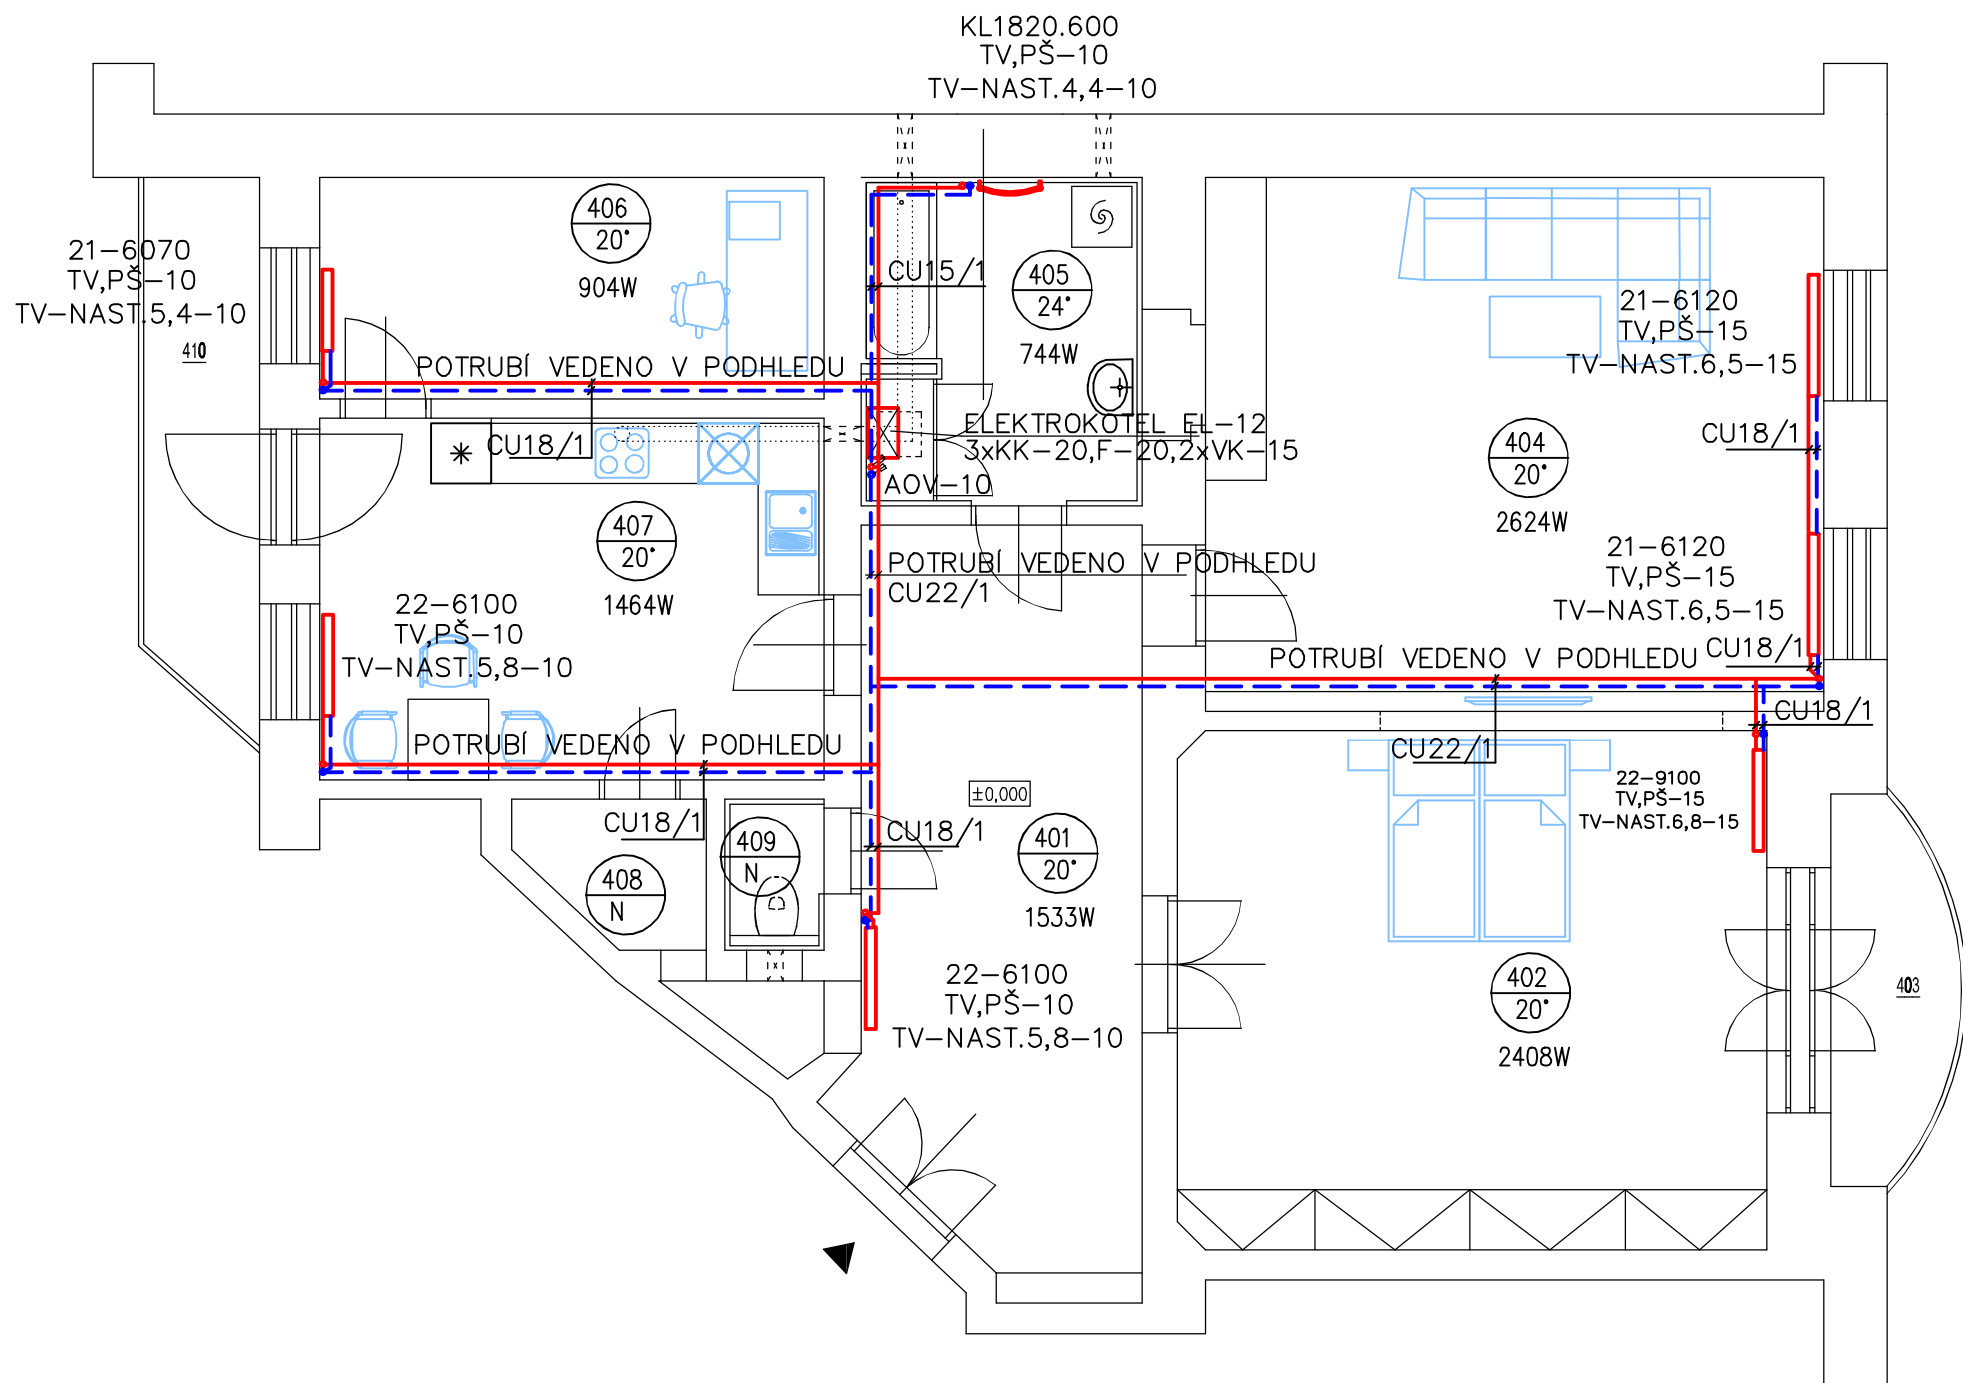 KL1820.600
TV,PŠ-10
TV-NAST.4,4-10
406
20°
904W
21-6070
TV,PŠ-10
TV-NAST.5,4-10
410
CU15/1
405
24°
744W
21-6120
TV,PŠ-15
TV-NAST.6,5-15
POTRUBÍ VEDENO V PODHLEDU
CU18/1
ELEKTROKOTEL EL-12
3xKK-20,F-20,2xVK-15
AOV-10
CU18/1
404
20°
2624W
407
20°
1464W
POTRUBÍ VEDENO V PODHLEDU
CU22/1
21-6120
TV,PŠ-15
TV-NAST.6,5-15
22-6100
TV,PŠ-10
TV-NAST.5,8-10
CU18/1
POTRUBÍ VEDENO V PODHLEDU
CU18/1
CU22/1
POTRUBÍ VEDENO V PODHLEDU
CU18/1
±0,000
22-9100
TV,PŠ-15
TV-NAST.6,8-15
CU18/1
409
N
408
N
401
20°
1533W
22-6100
TV,PŠ-10
TV-NAST.5,8-10
402
20°
2408W
403